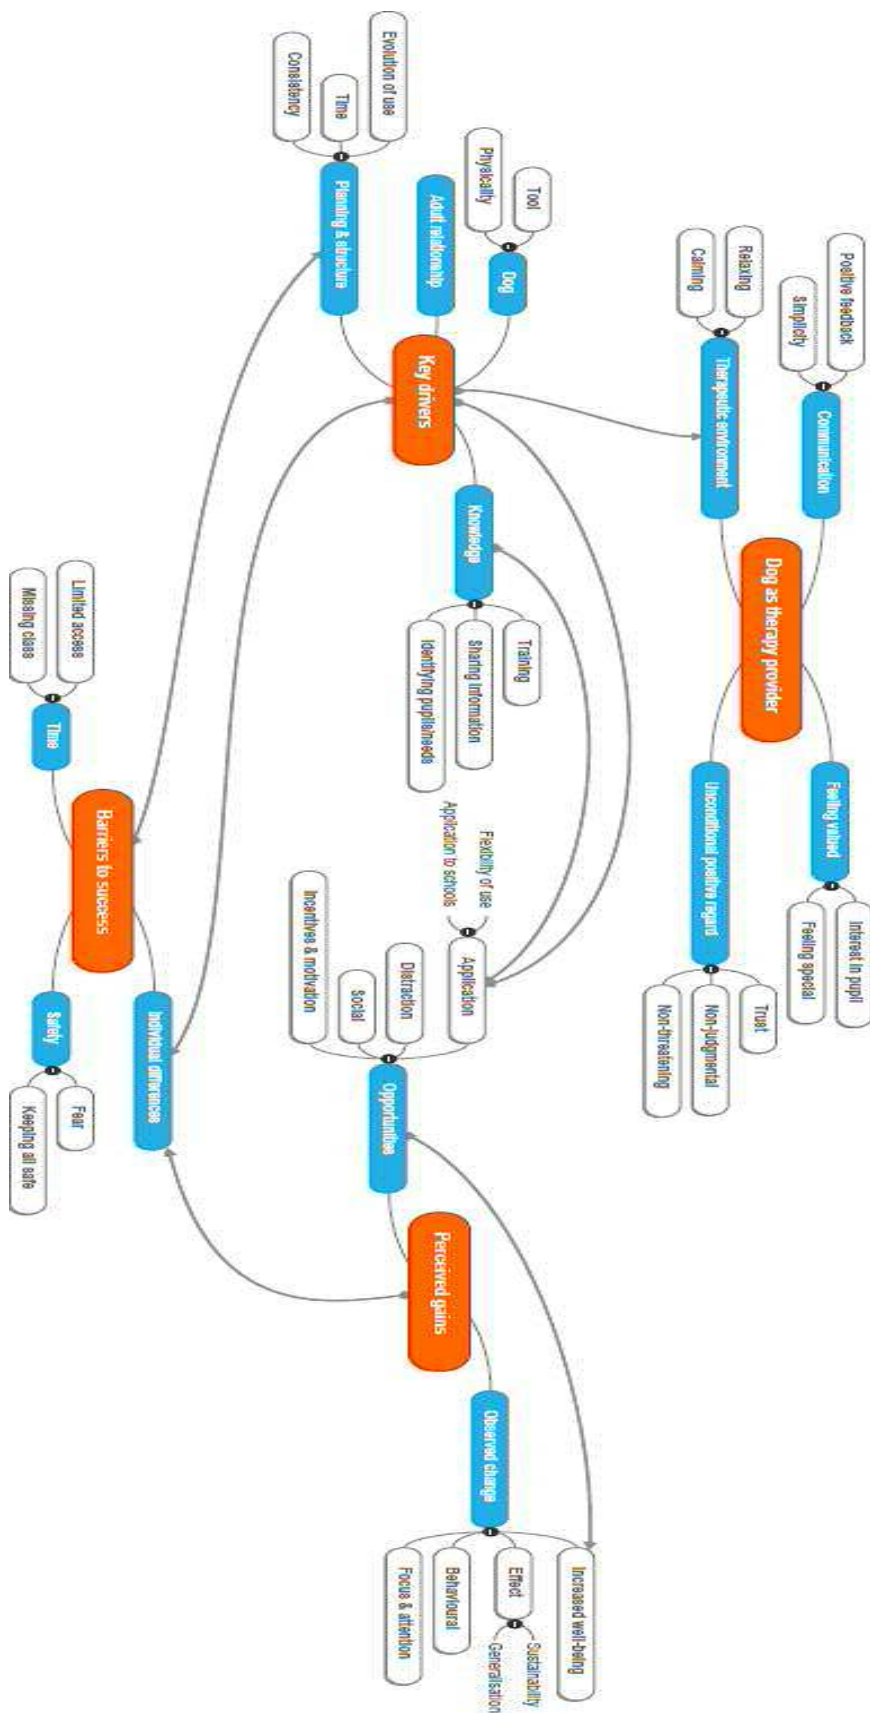 Positive feedback
Simplicity
Communication
Relaxing
Calming
Therapeutic environment
Dog as therapy provider
Feeling valued
Interest in pupil
Feeling special
Unconditional positive regard
Trust
Non-judgmental
Non-threatening
Tool
Physicality
Dog
Adult relationship
Evolution of use
Time
Consistency
Planning & structure
Key drivers
Knowledge
Training
Sharing information
Identifying pupils/needs
Flexibility of use
Application to schools
Application
Distraction
Social
Incentives & motivation
Opportunities
Perceived gains
Observed change
Increased well-being
Effect
Sustainability
Generalisation
Behavioural
Focus & attention
Limited access
Missing class
Time
Barriers to success
Individual differences
Safety
Fear
Keeping all safe